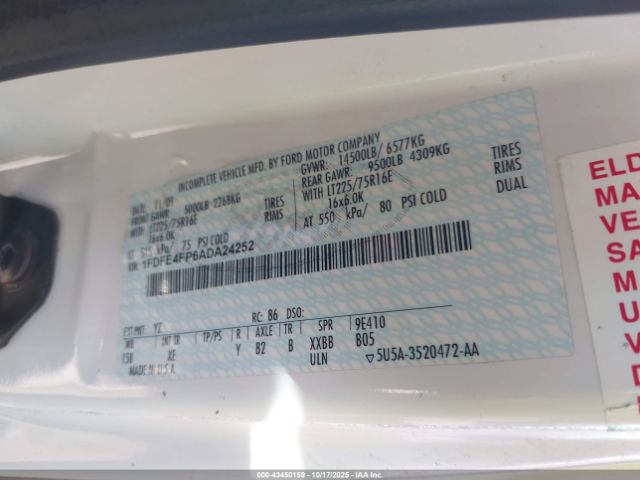 INCOMPLETE VEHICLE MFD. BY FORD MOTOR COMPANY
DATE: 11/09 GVWR: 14500LB/ 6577KG
FRONT GAWR: 5000LB 2268KG REAR GAWR: 9500LB 4309KG
WITH LT225/75R16E TIRES WITH LT225/75R16E TIRES
16x6.0K RIMS 16x6.0K RIMS
AT kPa/ 75 PSI COLD AT 550 kPa/ 80 PSI COLD DUAL
VIN: 1FDFE4FP6ADA24252
RC: 86 DSO:
EXT PNT: YZ
WB INT TR TP/PS R AXLE TR SPR 9E410
158 XE Y B2 B XXBB B05
MADE IN U.S.A. ULN ▽5U5A-3520472-AA
ELD
MA
VE
SA
M
U
000-43450159 - 10/17/2025 - IAA